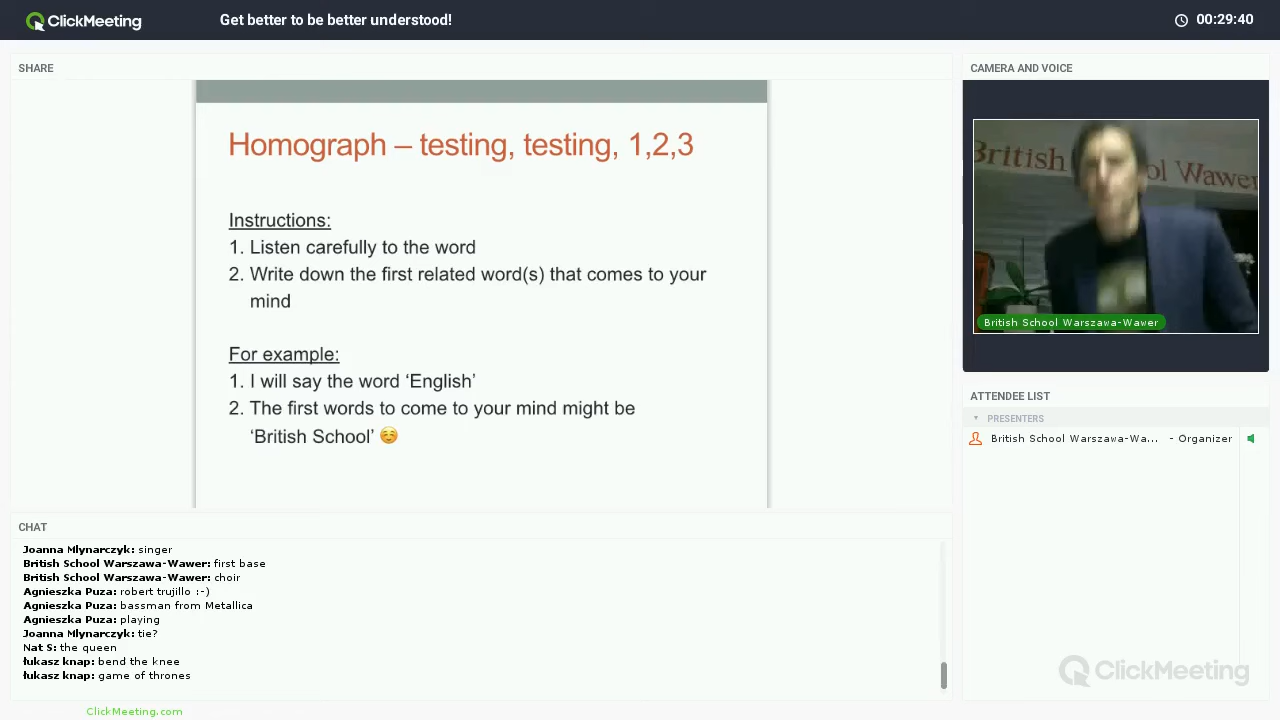 ClickMeeting
Get better to be better understood!
00:29:40
SHARE
Homograph – testing, testing, 1,2,3
Instructions:
1. Listen carefully to the word
2. Write down the first related word(s) that comes to your
mind
For example:
1. I will say the word ‘English’
2. The first words to come to your mind might be
‘British School’
CAMERA AND VOICE
British School Wawer
British School Warszawa-Wawer
ATTENDEE LIST
PRESENTERS
British School Warszawa-Wa... - Organizer
CHAT
Joanna Mlynarczyk: singer
British School Warszawa-Wawer: first base
British School Warszawa-Wawer: choir
Agnieszka Puza: robert trujillo :-)
Agnieszka Puza: bassman from Metallica
Agnieszka Puza: playing
Joanna Mlynarczyk: tie?
Nat S: the queen
łukasz knap: bend the knee
łukasz knap: game of thrones
ClickMeeting
ClickMeeting.com